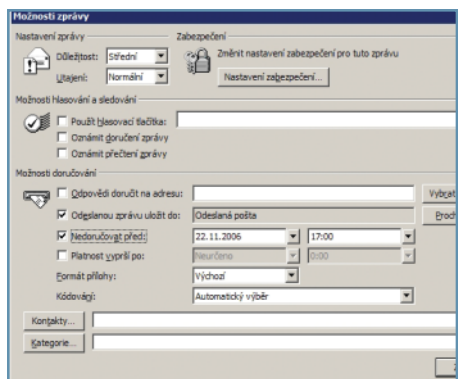 Možnosti zprávy
Nastavení zprávy
Zabezpečení
Důležitost: Střední
Utajení: Normální
Změnit nastavení zabezpečení pro tuto zprávu
Nastavení zabezpečení...
Možnosti hlasování a sledování
Použít hlasovací tlačítka:
Oznámit doručení zprávy
Oznámit přečtení zprávy
Možnosti doručování
Odpovědi doručit na adresu: Vybrat
Odeslanou zprávu uložit do: Odeslaná pošta Proch
Nedoručovat před: 22.11.2006 17:00
Platnost vyprší po: Neurčeno 0:00
Formát přílohy: Výchozí
Kódování: Automatický výběr
Kontakty...
Kategorie...